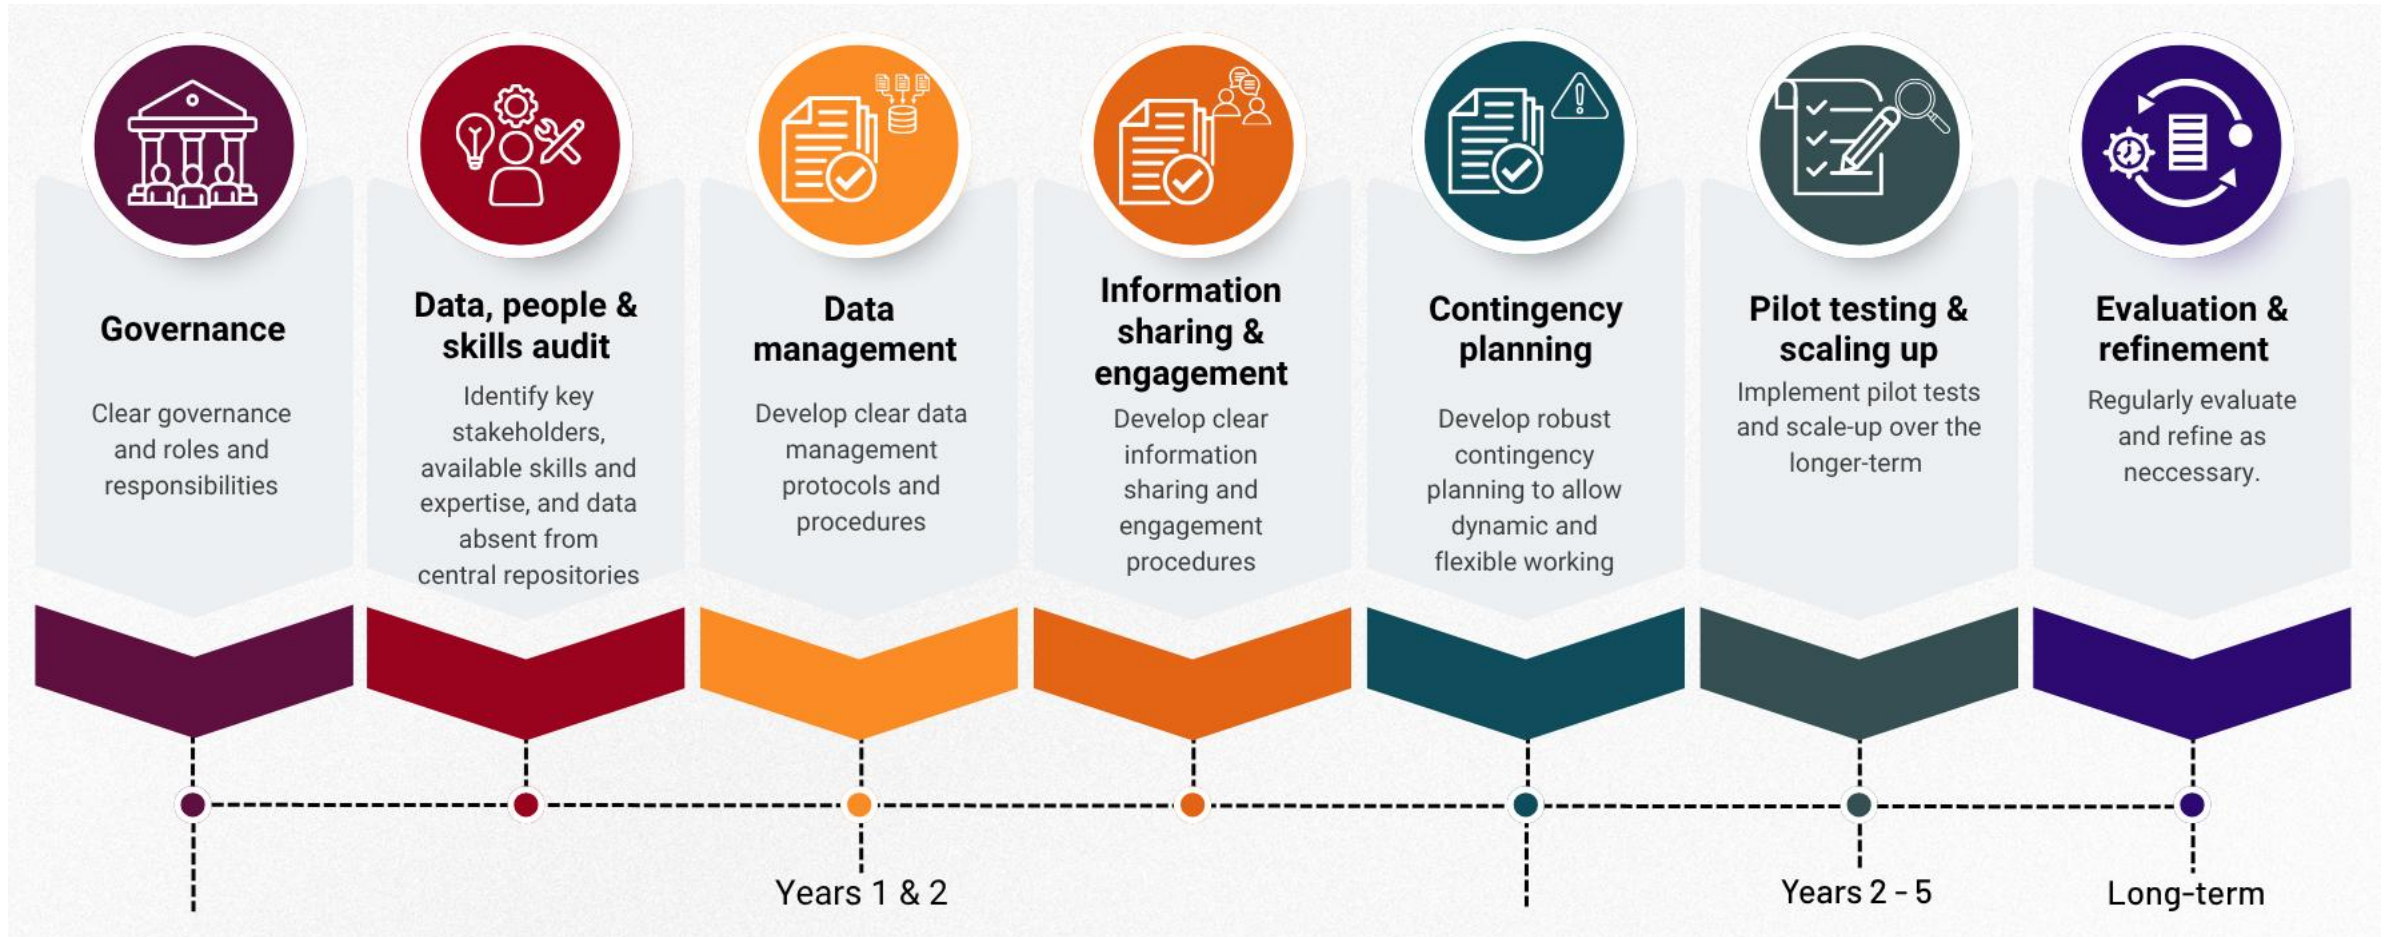 Governance
Clear governance
and roles and
responsibilities
Data, people &
skills audit
Identify key
stakeholders,
available skills and
expertise, and data
absent from
central repositories
Data
management
Develop clear data
management
protocols and
procedures
Information
sharing &
engagement
Develop clear
information
sharing and
engagement
procedures
Contingency
planning
Develop robust
contingency
planning to allow
dynamic and
flexible working
Pilot testing &
scaling up
Implement pilot tests
and scale-up over the
longer-term
Evaluation &
refinement
Regularly evaluate
and refine as
neccessary.
Years 1 & 2
Years 2 - 5
Long-term